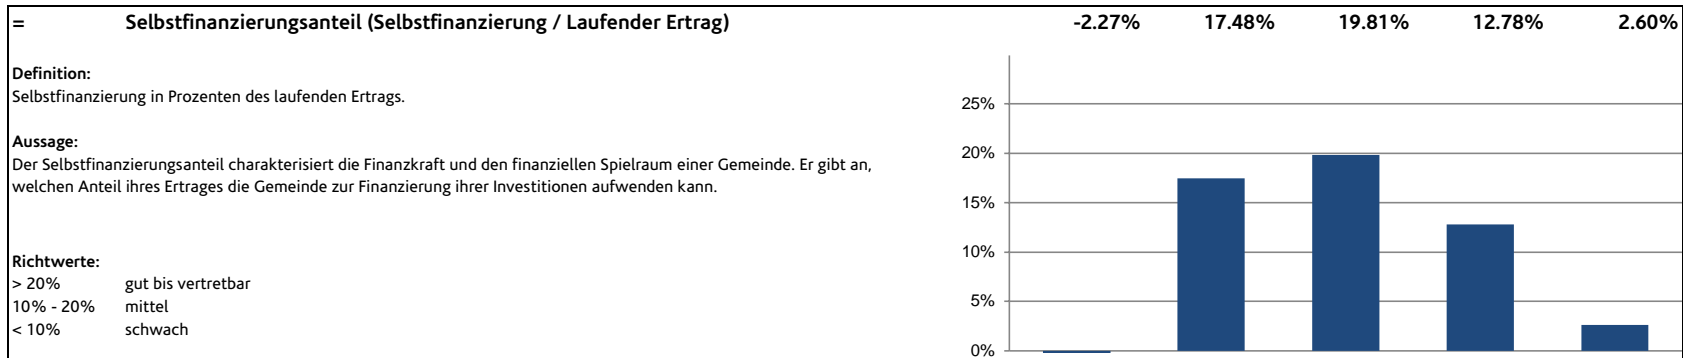 = Selbstfinanzierungsanteil (Selbstfinanzierung / Laufender Ertrag) -2.27% 17.48% 19.81% 12.78% 2.60%
Definition:
Selbstfinanzierung in Prozenten des laufenden Ertrags.
Aussage:
Der Selbstfinanzierungsanteil charakterisiert die Finanzkraft und den finanziellen Spielraum einer Gemeinde. Er gibt an,
welchen Anteil ihres Ertrages die Gemeinde zur Finanzierung ihrer Investitionen aufwenden kann.
Richtwerte:
> 20% gut bis vertretbar
10% - 20% mittel
< 10% schwach
25%
20%
15%
10%
5%
0%